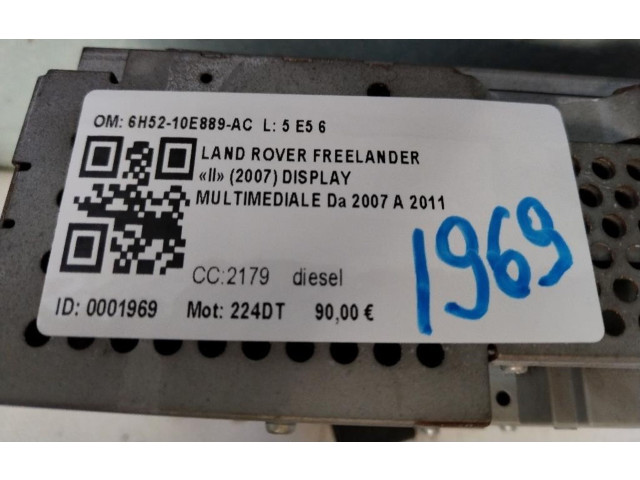 OM: 6H52-10E889-AC L: 5 E5 6
LAND ROVER FREELANDER
«II» (2007) DISPLAY
MULTIMEDIALE Da 2007 A 2011
CC:2179 diesel
ID: 0001969 Mot: 224DT 90,00 €
1969